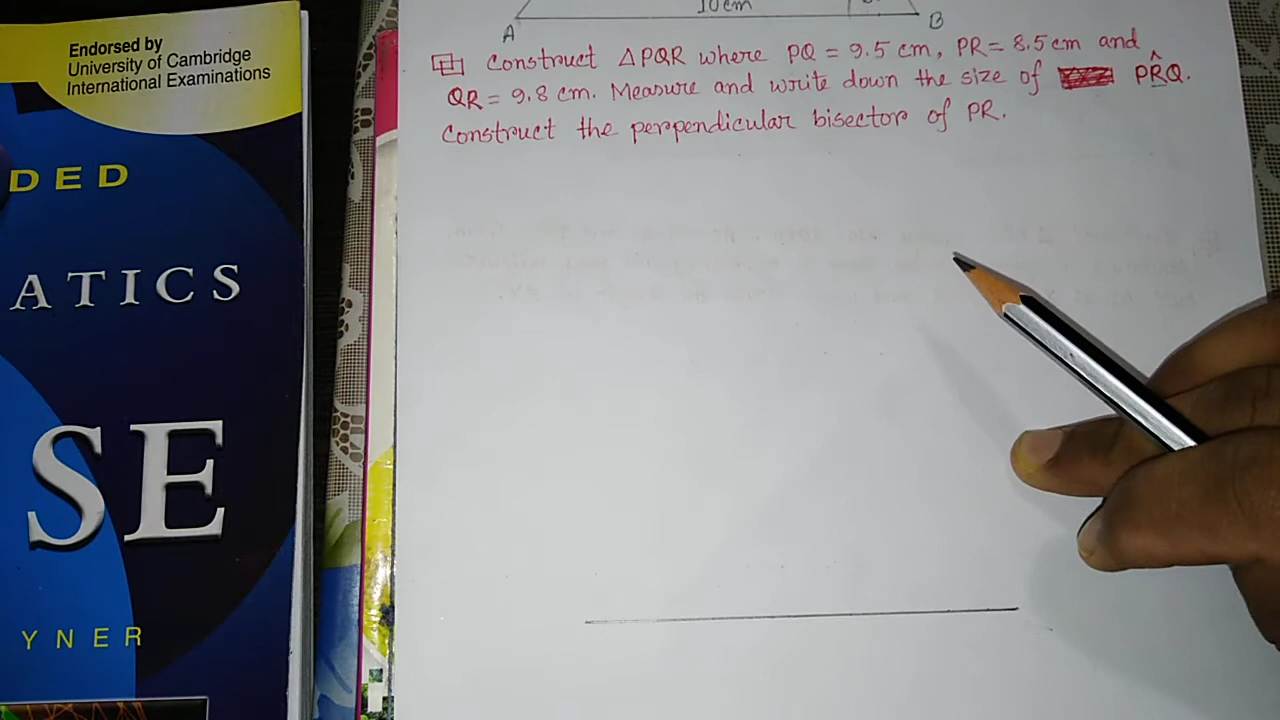 10cm
A
B
Construct △PQR where PQ = 9.5 cm, PR = 8.5 cm and
QR = 9.8 cm. Measure and write down the size of PR̂Q.
Construct the perpendicular bisector of PR.
Endorsed by
University of Cambridge
International Examinations
DED
ATICS
SE
YNER